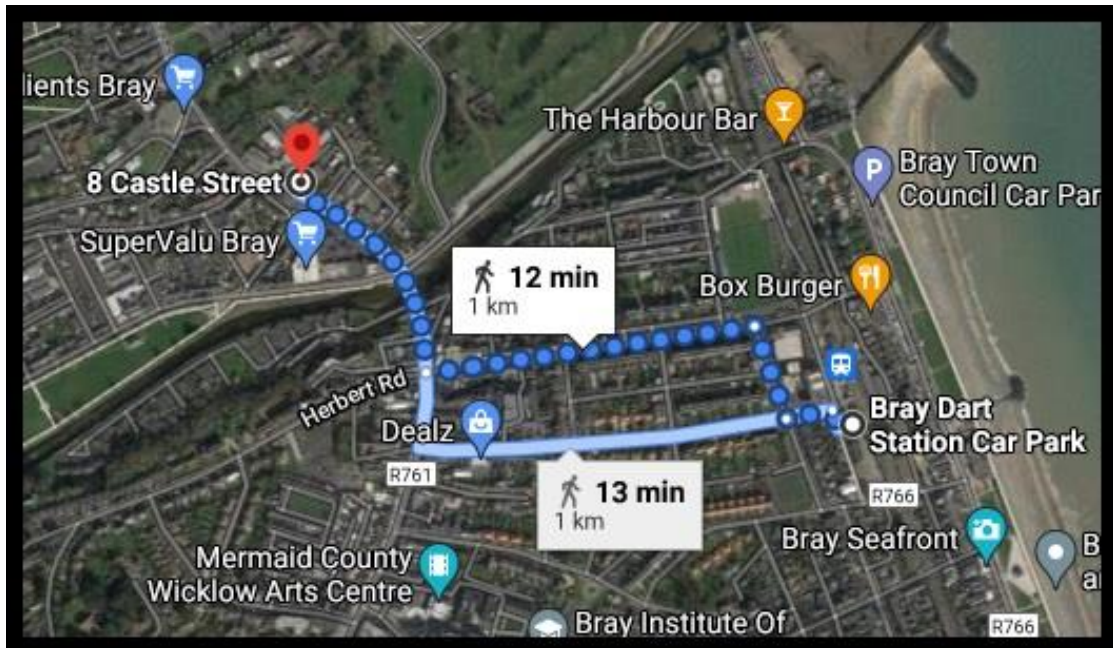 lients Bray
The Harbour Bar
Bray Town
Council Car Par
8 Castle Street
SuperValu Bray
12 min
1 km
Box Burger
Herbert Rd
Dealz
Bray Dart
Station Car Park
R761
13 min
1 km
R766
Bray Seafront
B
a
Mermaid County
Wicklow Arts Centre
Bray Institute Of
R766
P